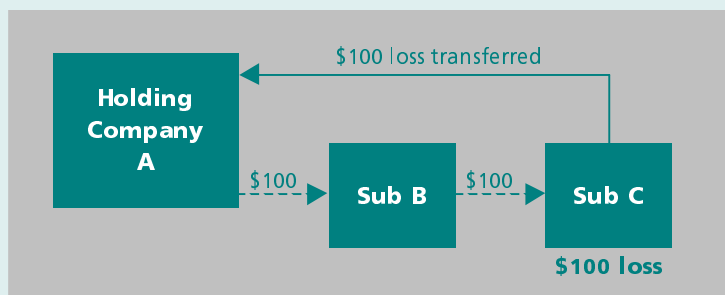 $100 loss transferred
Holding
Company
A
$100
Sub B
$100
Sub C
$100 loss